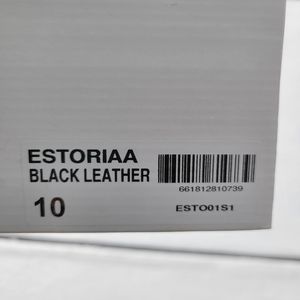 ESTORIAA
BLACK LEATHER
661812810739
10
ESTO01S1